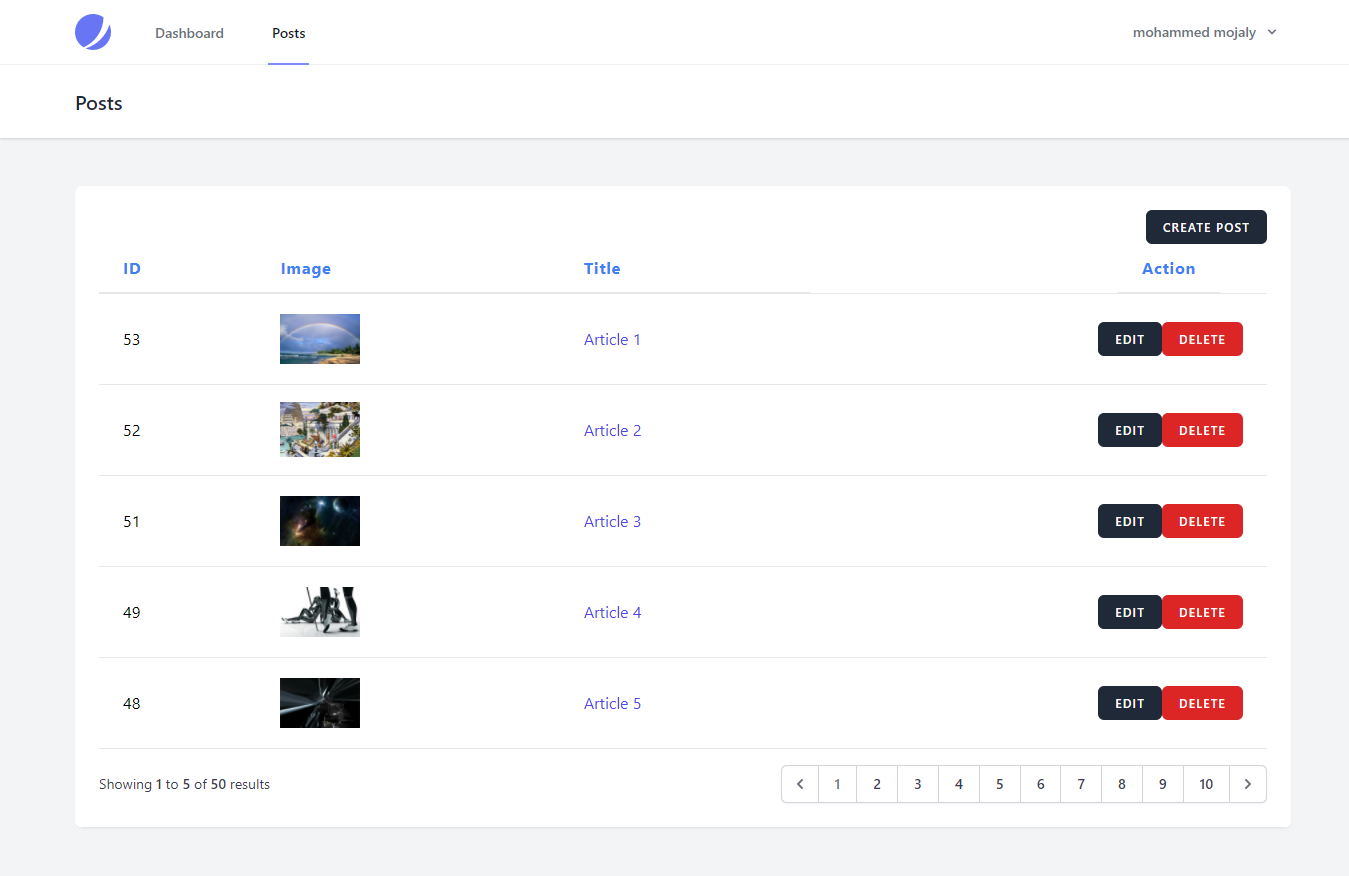 Dashboard Posts mohammed mojaly
Posts
CREATE POST
ID Image Title Action
53 Article 1 EDIT DELETE
52 Article 2 EDIT DELETE
51 Article 3 EDIT DELETE
49 Article 4 EDIT DELETE
48 Article 5 EDIT DELETE
Showing 1 to 5 of 50 results 1 2 3 4 5 6 7 8 9 10